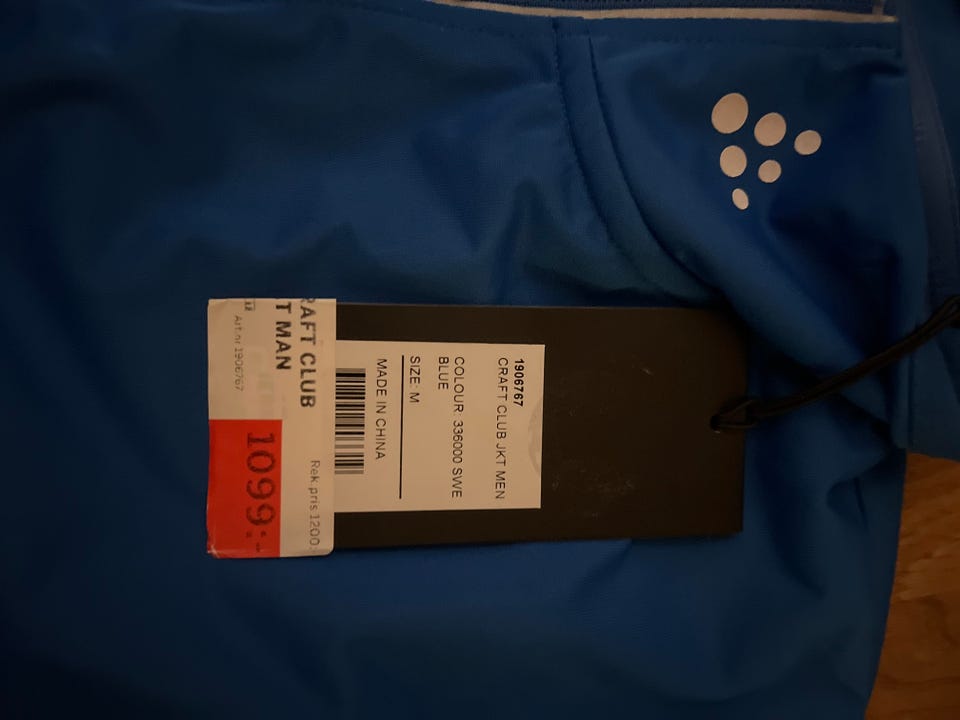 1906767
CRAFT CLUB JKT MEN
COLOUR: 336000 SWE
BLUE
SIZE: M
MADE IN CHINA
RAFT CLUB
T MAN
Art.nr 1906767
Rek.pris 1200:
1099:-